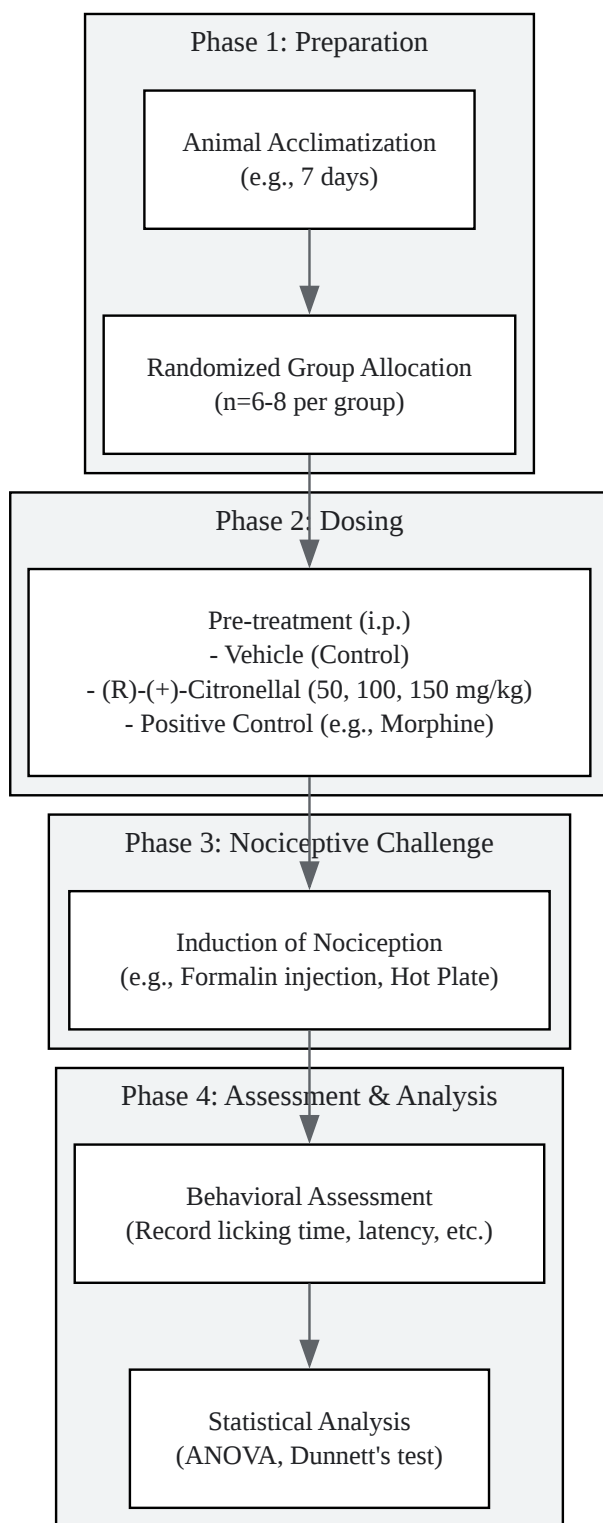 Phase 1: Preparation
Animal Acclimatization
(e.g., 7 days)
Randomized Group Allocation
(n=6-8 per group)
Phase 2: Dosing
Pre-treatment (i.p.)
- Vehicle (Control)
- (R)-(+)-Citronellal (50, 100, 150 mg/kg)
- Positive Control (e.g., Morphine)
Phase 3: Nociceptive Challenge
Induction of Nociception
(e.g., Formalin injection, Hot Plate)
Phase 4: Assessment & Analysis
Behavioral Assessment
(Record licking time, latency, etc.)
Statistical Analysis
(ANOVA, Dunnett's test)